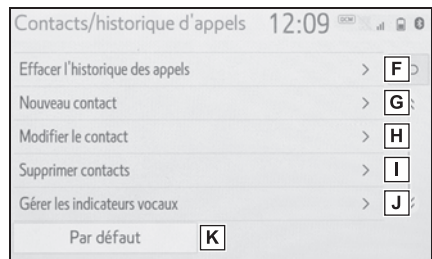 Contacts/historique d'appels 12:09 DCM
Effacer l'historique des appels > F
Nouveau contact > G
Modifier le contact > H
Supprimer contacts > I
Gérer les indicateurs vocaux > J
Par défaut K